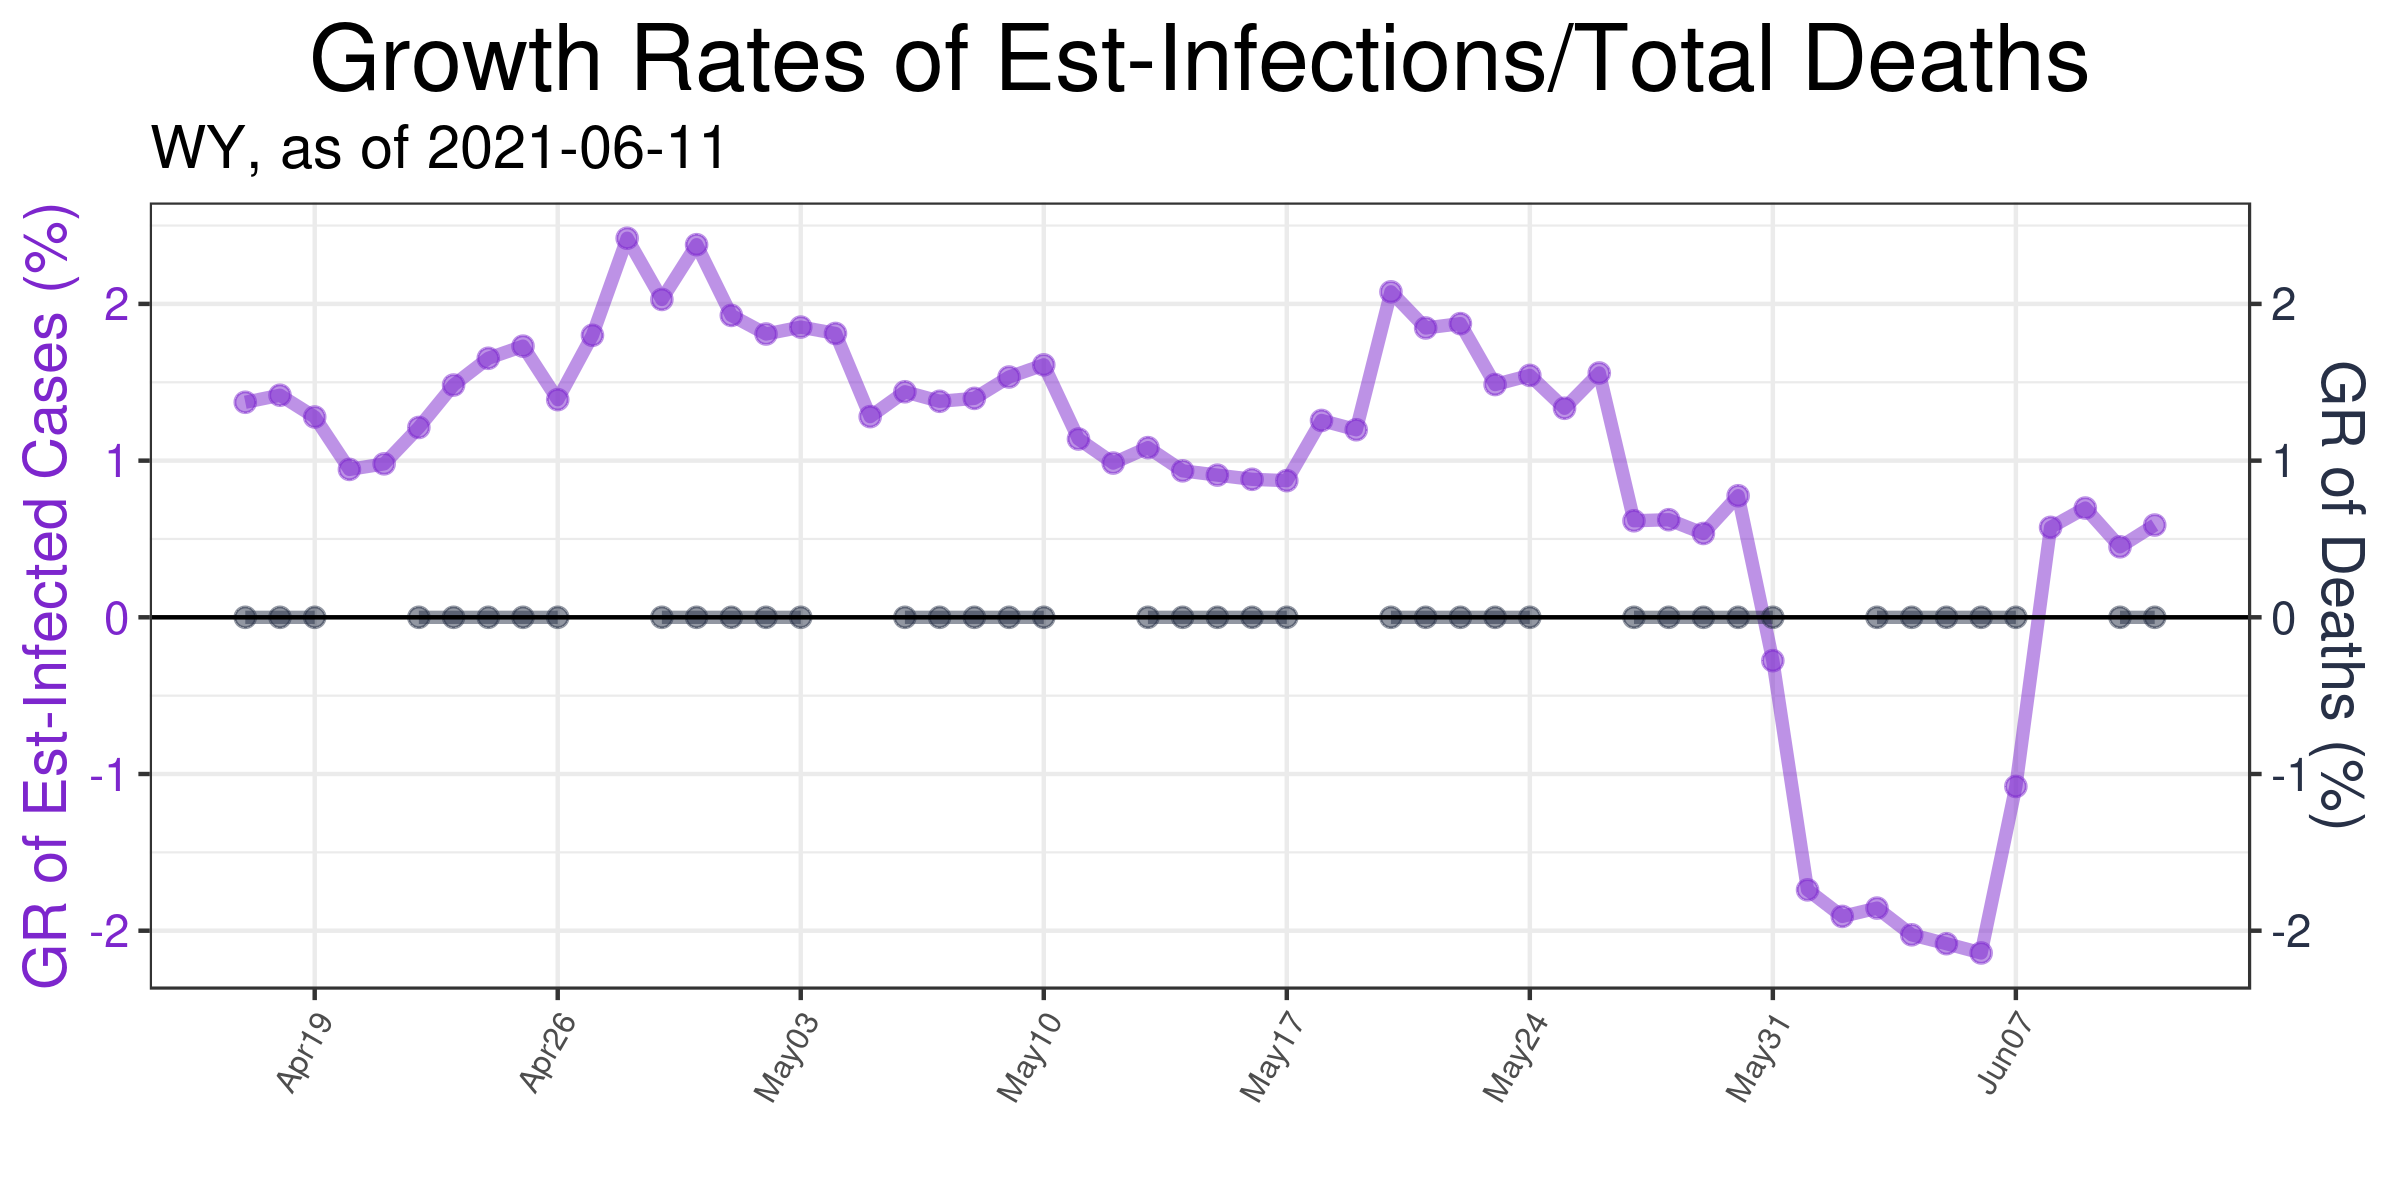 Growth Rates of Est-Infections/Total Deaths
WY, as of 2021-06-11
GR of Est-Infected Cases (%)
2
1
0
-1
-2
2
1
0
-1
-2
GR of Deaths (%)
Apr19
Apr26
May03
May10
May17
May24
May31
Jun07